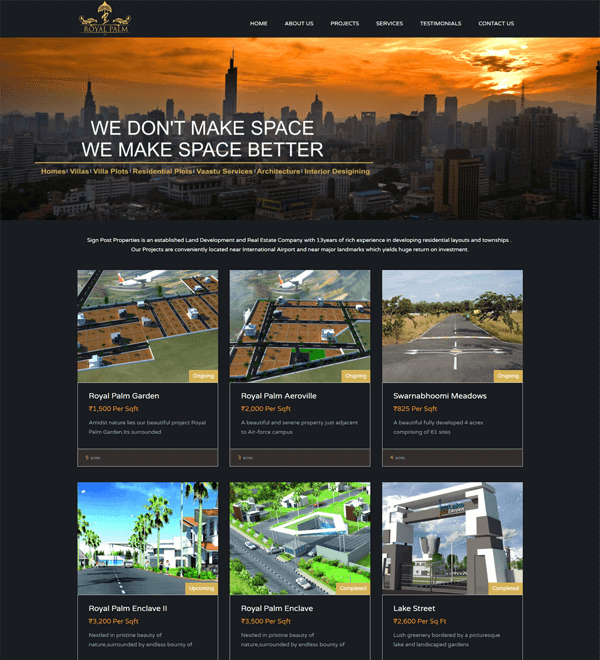 ROYAL PALM
HOME ABOUT US PROJECTS SERVICES TESTIMONIALS CONTACT US
WE DON'T MAKE SPACE
WE MAKE SPACE BETTER
Homes| Villas| Villa Plots| Residential Plots| Vaastu Services| Architecture| Interior Desigining
Sign Post Properties is an established Land Development and Real Estate Company with 13years of rich experience in developing residential layouts and townships .
Our Projects are conveniently located near International Airport and near major landmarks which yields huge return on investment.
Ongoing
Royal Palm Garden
₹1,500 Per Sqft
Amidst nature lies our beautiful project Royal
Palm Garden.Its surrounded
5 acres
Ongoing
Royal Palm Aeroville
₹2,000 Per Sqft
A beautiful and serene property just adjacent
to Air-force campus
3 acres
Ongoing
Swarnabhoomi Meadows
₹825 Per Sqft
A beautiful fully developed 4 acres
comprising of 61 sites
4 acres
Upcoming
Royal Palm Enclave II
₹3,200 Per Sqft
Nestled in pristine beauty of
nature,surrounded by endless bounty of
Completed
Royal Palm Enclave
₹3,500 Per Sqft
Nestled in pristine beauty of
nature,surrounded by endless bounty of
Completed
Lake Street
₹2,600 Per Sq Ft
Lush greenery bordered by a picturesque
lake and landscaped gardens